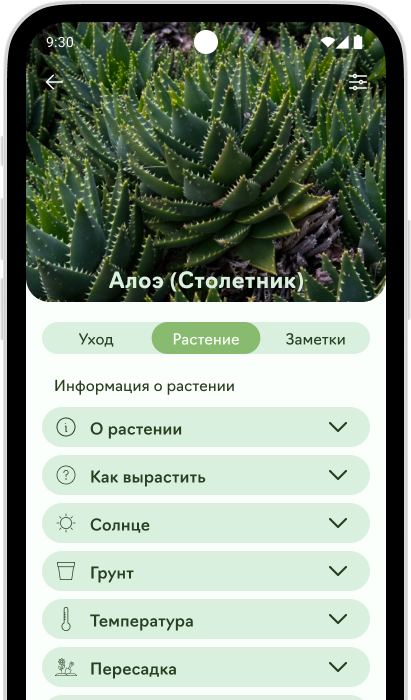 9:30
Алоэ (Столетник)
Уход Растение Заметки
Информация о растении
О растении
Как вырастить
Солнце
Грунт
Температура
Пересадка